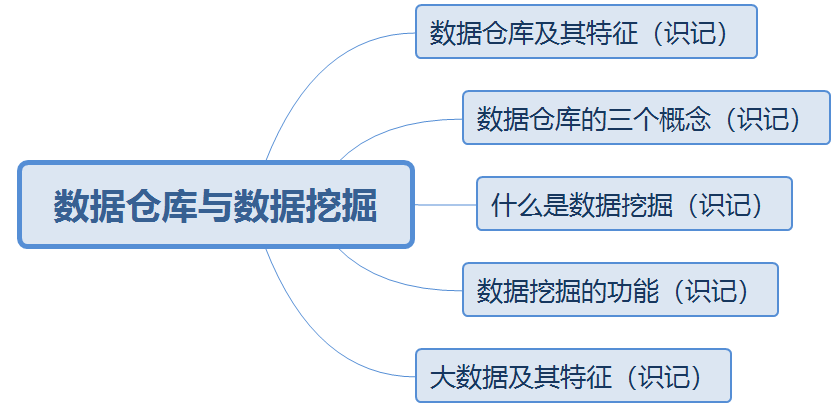 数据仓库及其特征（识记）
数据仓库的三个概念（识记）
数据仓库与数据挖掘
什么是数据挖掘（识记）
数据挖掘的功能（识记）
大数据及其特征（识记）